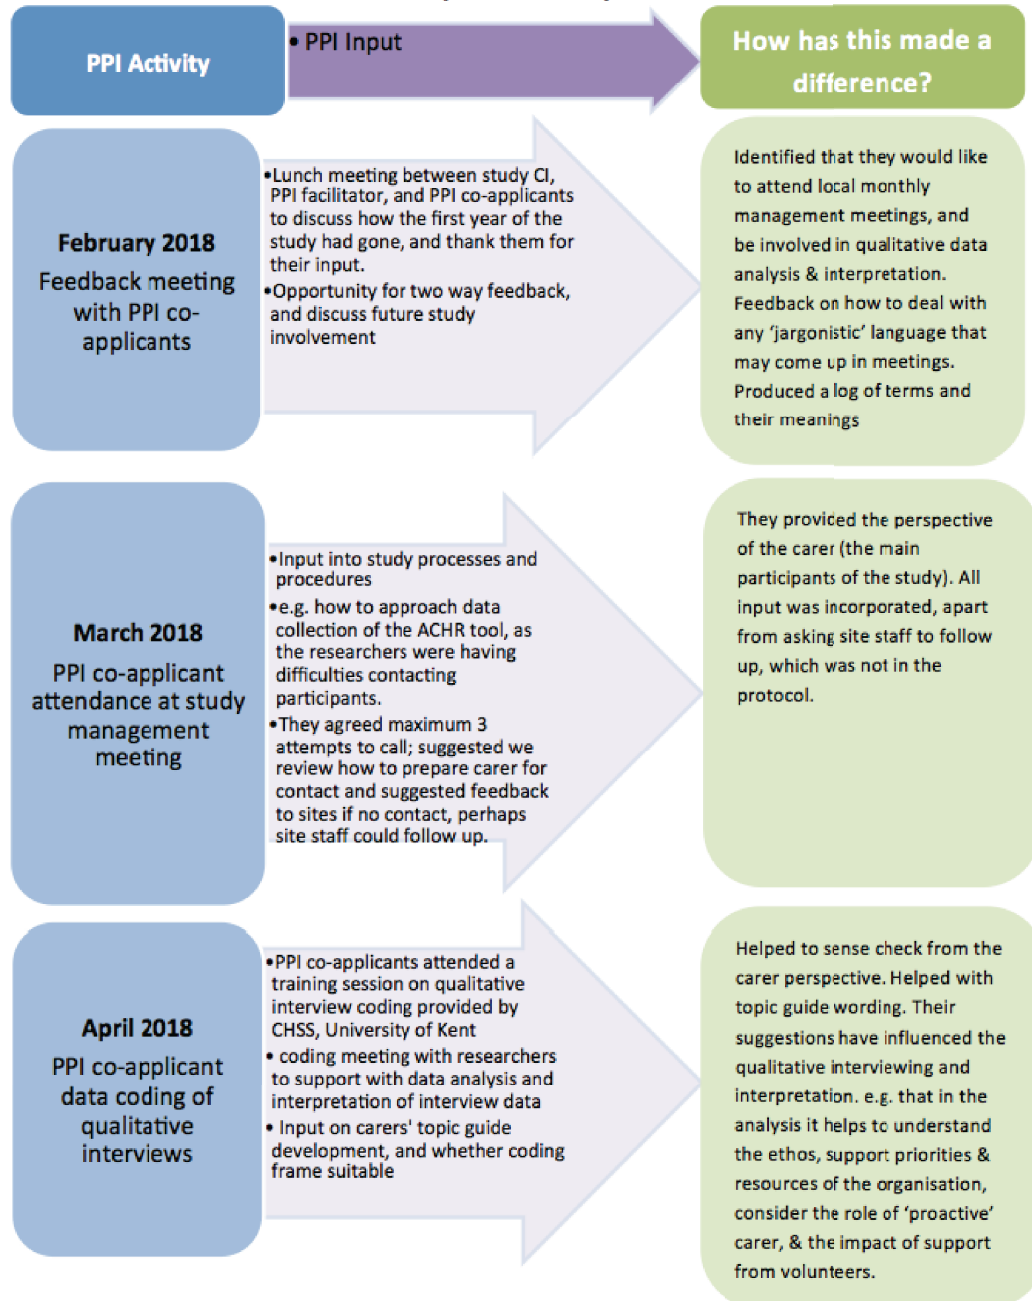 PPI Activity
• PPI Input
How has this made a
difference?
February 2018
Feedback meeting
with PPI co-
applicants
•Lunch meeting between study CI,
PPI facilitator, and PPI co-applicants
to discuss how the first year of the
study had gone, and thank them for
their input.
•Opportunity for two way feedback,
and discuss future study
involvement
Identified that they would like
to attend local monthly
management meetings, and
be involved in qualitative data
analysis & interpretation.
Feedback on how to deal with
any ‘jargonistic’ language that
may come up in meetings.
Produced a log of terms and
their meanings
March 2018
PPI co-applicant
attendance at study
management
meeting
•Input into study processes and
procedures
•e.g. how to approach data
collection of the ACHR tool, as
the researchers were having
difficulties contacting
participants.
•They agreed maximum 3
attempts to call; suggested we
review how to prepare carer for
contact and suggested feedback
to sites if no contact, perhaps
site staff could follow up.
They provided the perspective
of the carer (the main
participants of the study). All
input was incorporated, apart
from asking site staff to follow
up, which was not in the
protocol.
April 2018
PPI co-applicant
data coding of
qualitative
interviews
•PPI co-applicants attended a
training session on qualitative
interview coding provided by
CHSS, University of Kent
• coding meeting with researchers
to support with data analysis and
interpretation of interview data
• Input on carers' topic guide
development, and whether coding
frame suitable
Helped to sense check from the
carer perspective. Helped with
topic guide wording. Their
suggestions have influenced the
qualitative interviewing and
interpretation. e.g. that in the
analysis it helps to understand
the ethos, support priorities &
resources of the organisation,
consider the role of ‘proactive’
carer, & the impact of support
from volunteers.